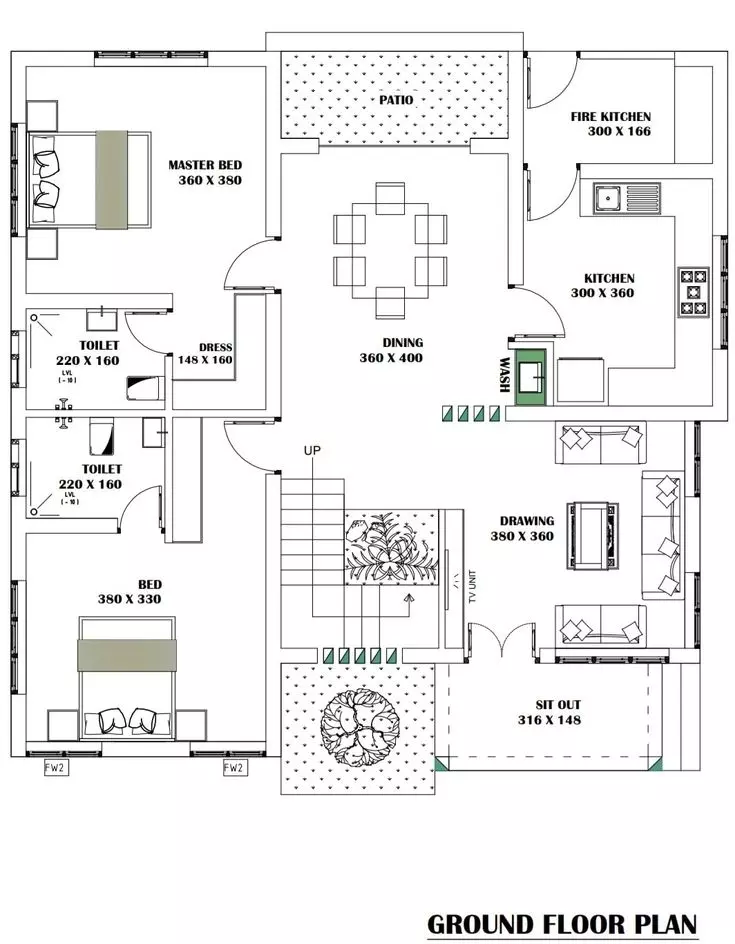 PATIO
FIRE KITCHEN
300 X 166
MASTER BED
360 X 380
KITCHEN
300 X 360
TOILET
220 X 160
LVL
(-10)
DRESS
148 X 160
DINING
360 X 400
WASH
UP
TOILET
220 X 160
LVL
(-10)
DRAWING
380 X 360
BED
380 X 330
TV UNIT
SIT OUT
316 X 148
FW2
FW2
GROUND FLOOR PLAN